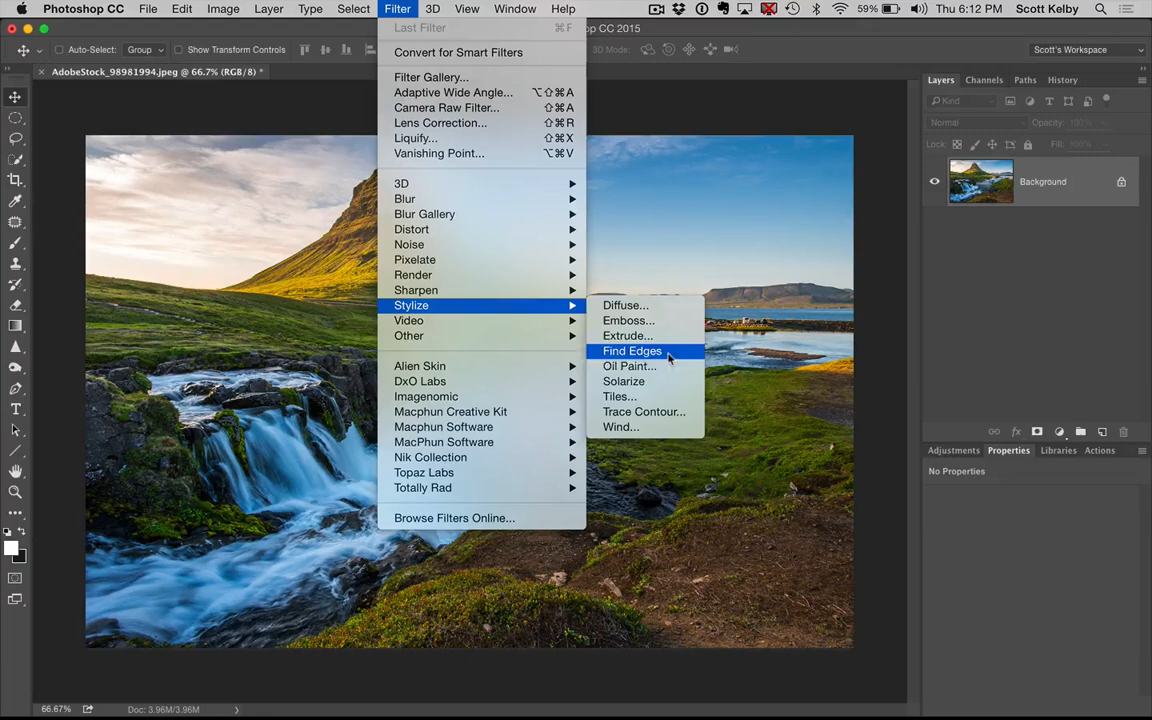 Photoshop CC File Edit Image Layer Type Select Filter 3D View Window Help 59% Thu 6:12 PM Scott Kelby
op CC 2015
Auto-Select: Group Show Transform Controls 3D Mode: Scott's Workspace
AdobeStock_98981994.jpeg @ 66.7% (RGB/8) *
Last Filter ⌘F
Convert for Smart Filters
Filter Gallery...
Adaptive Wide Angle... ⌥⇧⌘A
Camera Raw Filter... ⇧⌘A
Lens Correction... ⇧⌘R
Liquify... ⇧⌘X
Vanishing Point... ⌥⌘V
3D
Blur
Blur Gallery
Distort
Noise
Pixelate
Render
Sharpen
Stylize
Video
Other
Alien Skin
DxO Labs
Imagenomic
Macphun Creative Kit
Macphun Software
MacPhun Software
Nik Collection
Topaz Labs
Totally Rad
Browse Filters Online...
Diffuse...
Emboss...
Extrude...
Find Edges
Oil Paint...
Solarize
Tiles...
Trace Contour...
Wind...
Layers Channels Paths History
Kind
Normal Opacity: 100%
Lock: Fill: 100%
Background
Adjustments Properties Libraries Actions
No Properties
66.67% Doc: 3.96M/3.96M